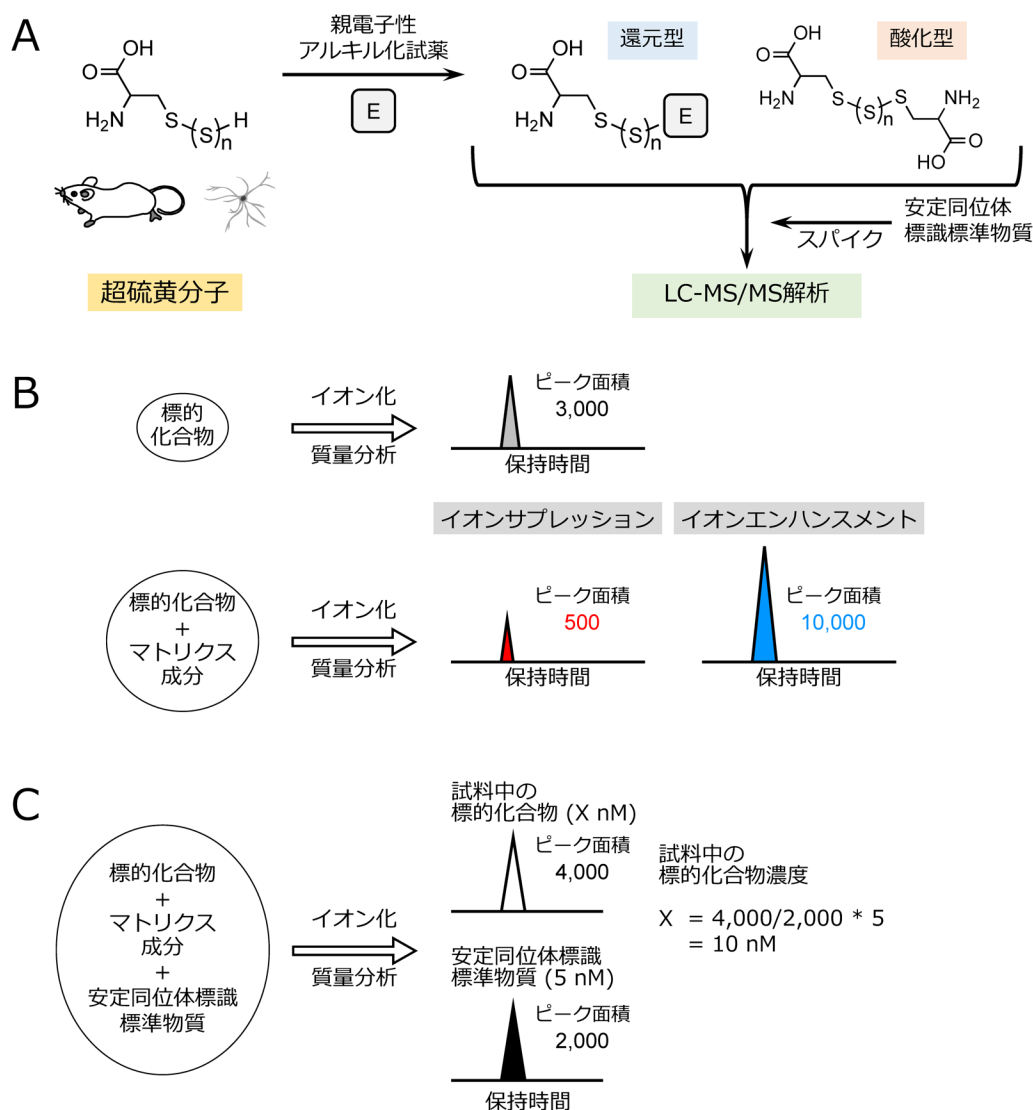 A
親電子性
アルキル化試薬
E
還元型
酸化型
OH
O
H₂N
S
(S)n
H
OH
O
H₂N
S
(S)n
E
OH
O
H₂N
S
(S)n
S
NH₂
O
HO
安定同位体
標識標準物質
スパイク
超硫黄分子
LC-MS/MS解析
B
標的
化合物
イオン化
質量分析
ピーク面積
3,000
保持時間
イオンサプレッション
イオンエンハンスメント
標的化合物
+
マトリクス
成分
イオン化
質量分析
ピーク面積
500
保持時間
ピーク面積
10,000
保持時間
C
標的化合物
+
マトリクス
成分
+
安定同位体標識
標準物質
イオン化
質量分析
試料中の
標的化合物 (X nM)
ピーク面積
4,000
安定同位体標識
標準物質 (5 nM)
ピーク面積
2,000
保持時間
試料中の
標的化合物濃度
X = 4,000/2,000 * 5
= 10 nM